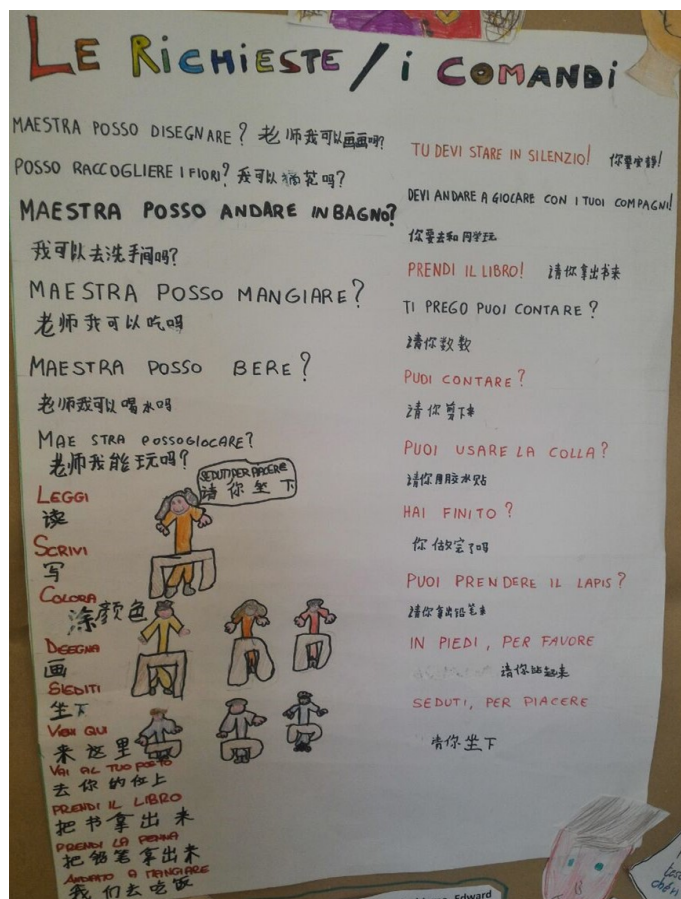 LE RICHIESTE / i COMANDI
MAESTRA POSSO DISEGNARE? 老师我可以画画吗?
POSSO RACCOGLIERE I FIORI? 我可以摘花吗?
MAESTRA POSSO ANDARE IN BAGNO?
我可以去洗手间吗?
MAESTRA POSSO MANGIARE?
老师我可以吃吗
MAESTRA POSSO BERE?
老师我可以喝水吗
MAESTRA POSSO GIOCARE?
老师我能玩吗?
SEDUTI PER PIACERE
请你坐下
LEGGI
读
SCRIVI
写
COLORA
涂颜色
DISEGNA
画
SIEDITI
坐下
VIENI QUI
来这里
VAI AL TUO POSTO
去你的位上
PRENDI IL LIBRO
把书拿出来
PRENDI LA PENNA
把铅笔拿出来
ANDIAMO A MANGIARE
我们去吃饭
TU DEVI STARE IN SILENZIO! 你要安静!
DEVI ANDARE A GIOCARE CON I TUOI COMPAGNI!
你要去和同学玩
PRENDI IL LIBRO! 请你拿出书来
TI PREGO PUOI CONTARE?
请你数数
PUOI CONTARE?
请你剪下来
PUOI USARE LA COLLA?
请你用胶水贴
HAI FINITO?
你做完了吗
PUOI PRENDERE IL LAPIS?
请你拿出铅笔来
IN PIEDI, PER FAVORE
请你站起来
SEDUTI, PER PIACERE
请你坐下
Edward